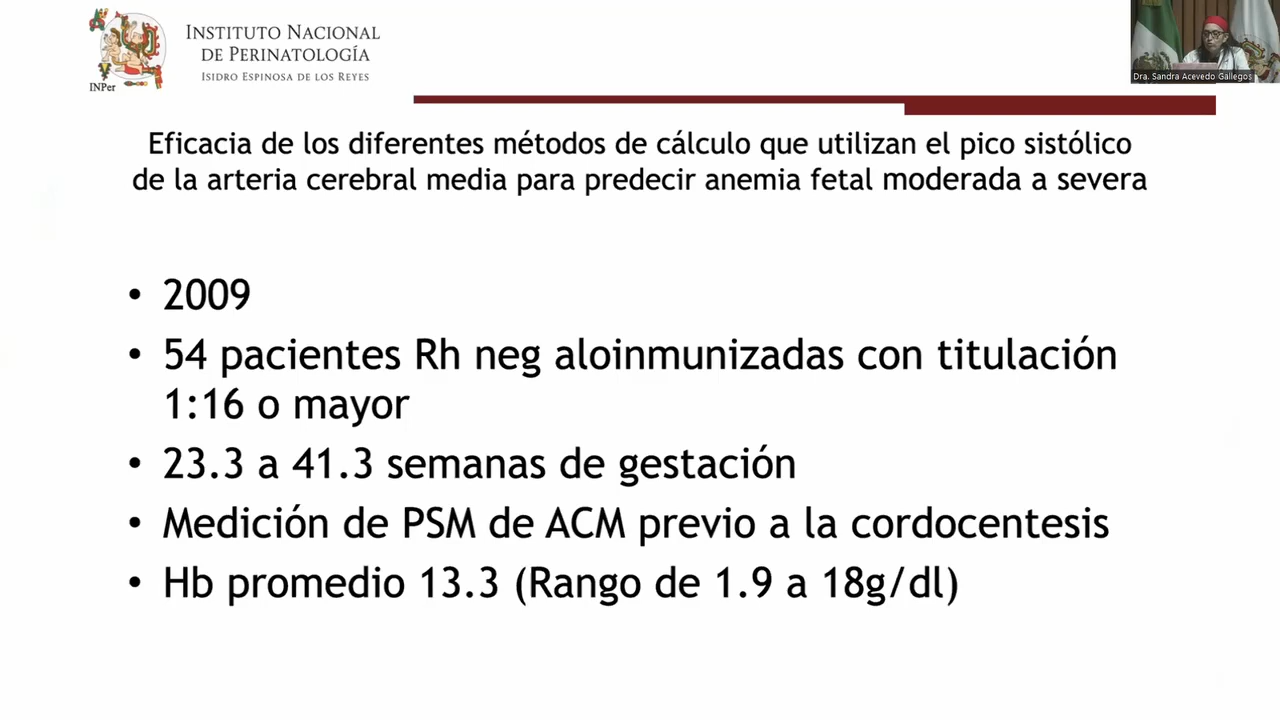 INPer
INSTITUTO NACIONAL
DE PERINATOLOGÍA
ISIDRO ESPINOSA DE LOS REYES
Dra. Sandra Acevedo Gallegos
Eficacia de los diferentes métodos de cálculo que utilizan el pico sistólico
de la arteria cerebral media para predecir anemia fetal moderada a severa
• 2009
• 54 pacientes Rh neg aloinmunizadas con titulación
1:16 o mayor
• 23.3 a 41.3 semanas de gestación
• Medición de PSM de ACM previo a la cordocentesis
• Hb promedio 13.3 (Rango de 1.9 a 18g/dl)